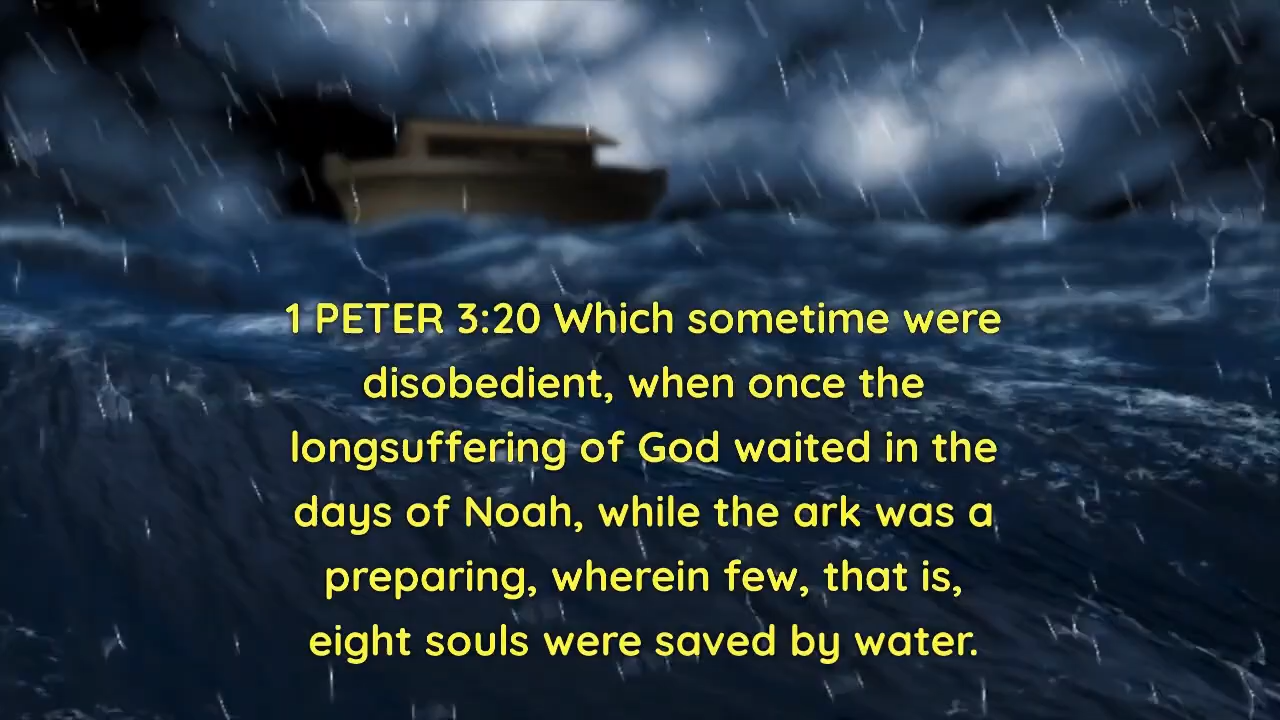 1 PETER 3:20 Which sometime were
disobedient, when once the
longsuffering of God waited in the
days of Noah, while the ark was a
preparing, wherein few, that is,
eight souls were saved by water.